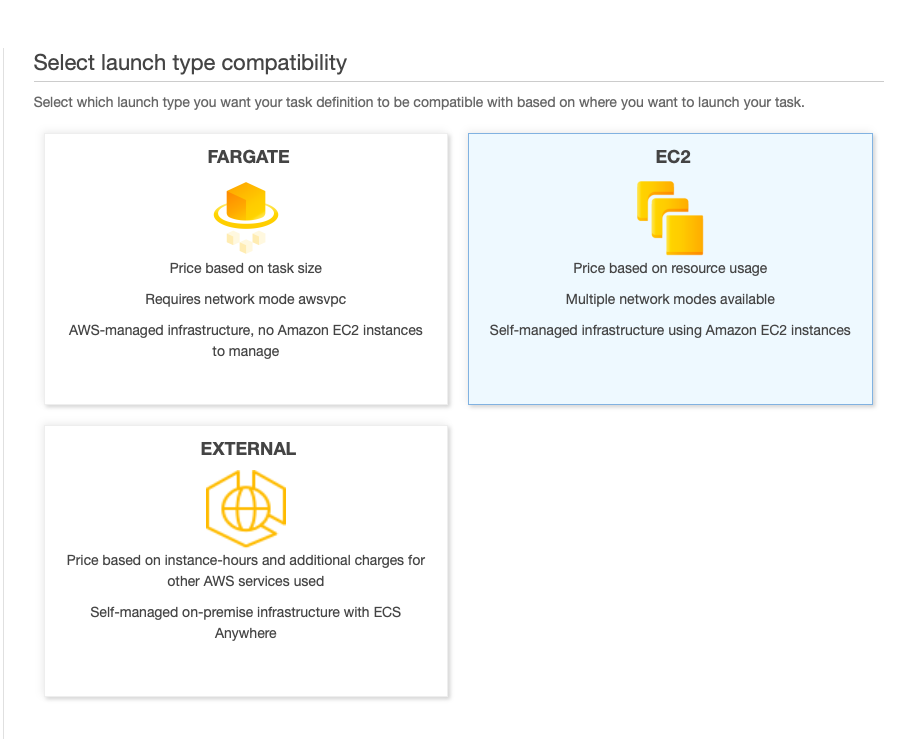 Select launch type compatibility
Select which launch type you want your task definition to be compatible with based on where you want to launch your task.
FARGATE
Price based on task size
Requires network mode awsvpc
AWS-managed infrastructure, no Amazon EC2 instances
to manage
EC2
Price based on resource usage
Multiple network modes available
Self-managed infrastructure using Amazon EC2 instances
EXTERNAL
Price based on instance-hours and additional charges for
other AWS services used
Self-managed on-premise infrastructure with ECS
Anywhere